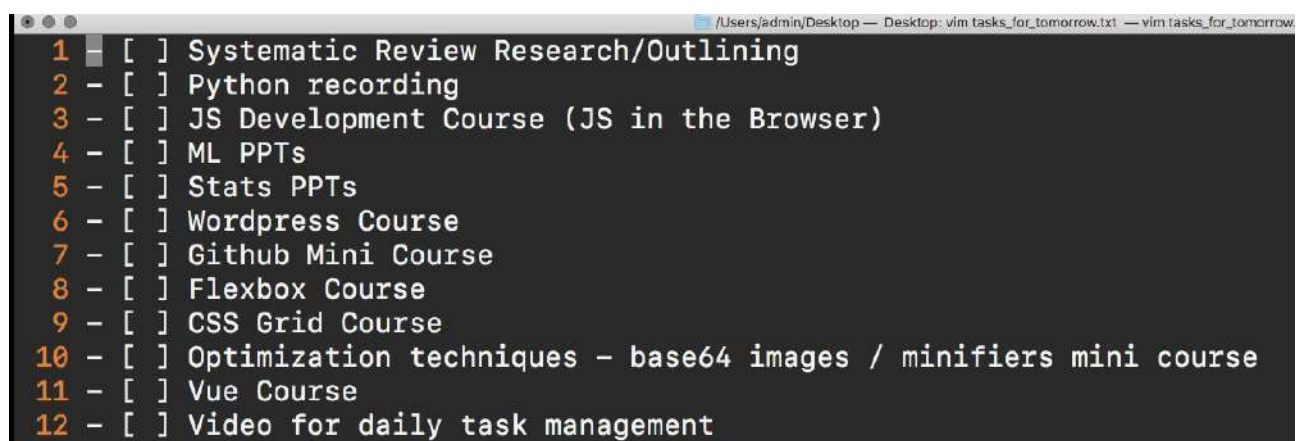 /Users/admin/Desktop — Desktop: vim tasks_for_tomorrow.txt — vim tasks_for_tomorrow.
1 - [ ] Systematic Review Research/Outlining
2 - [ ] Python recording
3 - [ ] JS Development Course (JS in the Browser)
4 - [ ] ML PPTs
5 - [ ] Stats PPTs
6 - [ ] Wordpress Course
7 - [ ] Github Mini Course
8 - [ ] Flexbox Course
9 - [ ] CSS Grid Course
10 - [ ] Optimization techniques - base64 images / minifiers mini course
11 - [ ] Vue Course
12 - [ ] Video for daily task management